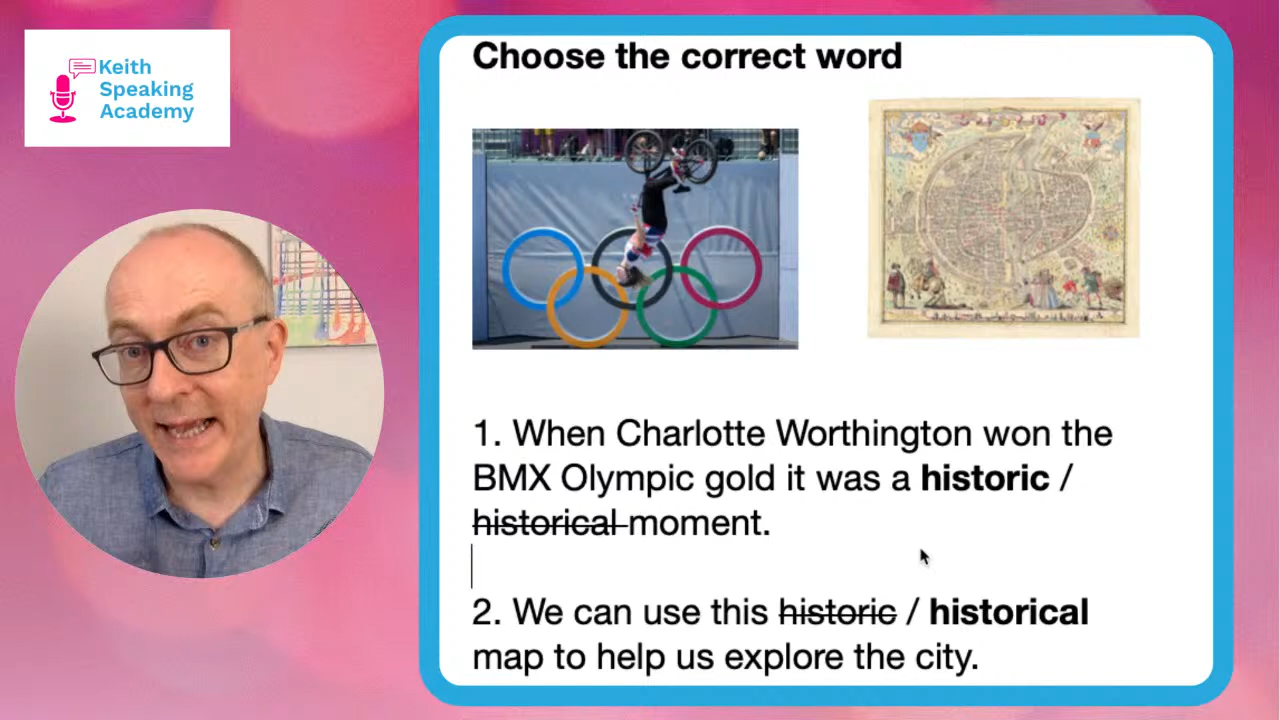 Keith
Speaking
Academy
Choose the correct word
1. When Charlotte Worthington won the
BMX Olympic gold it was a historic /
historical moment.
2. We can use this historic / historical
map to help us explore the city.